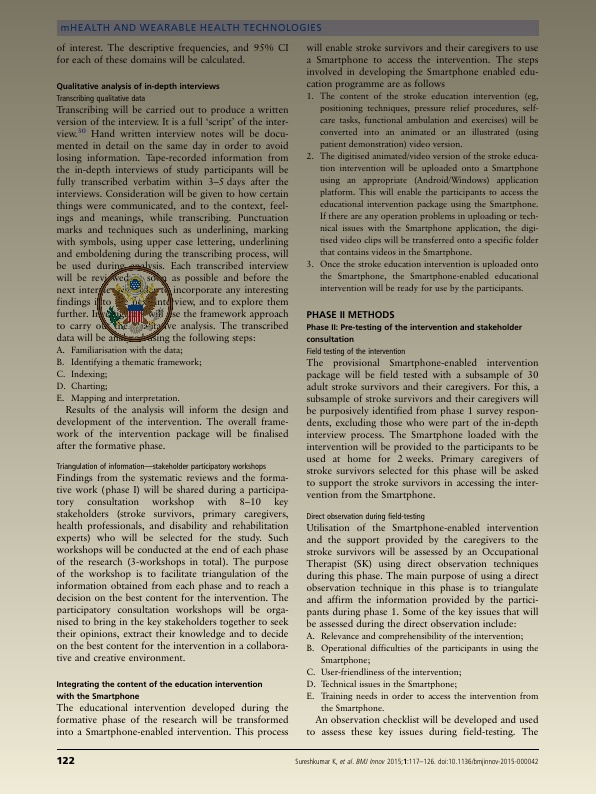 mHEALTH AND WEARABLE HEALTH TECHNOLOGIES
of interest. The descriptive frequencies, and 95% CI
for each of these domains will be calculated.
Qualitative analysis of in-depth interviews
Transcribing qualitative data
Transcribing will be carried out to produce a written
version of the interview. It is a full ‘script’ of the inter-
view.30 Hand written interview notes will be docu-
mented in detail on the same day in order to avoid
losing information. Tape-recorded information from
the in-depth interviews of study participants will be
fully transcribed verbatim within 3–5 days after the
interviews. Consideration will be given to how certain
things were communicated, and to the context, feel-
ings and meanings, while transcribing. Punctuation
marks and techniques such as underlining, marking
with symbols, using upper case lettering, underlining
and emboldening during the transcribing process, will
be used during analysis. Each transcribed interview
will be as possible and before the
next incorporate any interesting
findings and to explore them
further. use the framework approach
to carry analysis. The transcribed
data will be using the following steps:
A. Familiarisation with the data;
B. Identifying a thematic framework;
C. Indexing;
D. Charting;
E. Mapping and interpretation.
Results of the analysis will inform the design and
development of the intervention. The overall frame-
work of the intervention package will be finalised
after the formative phase.
Triangulation of information—stakeholder participatory workshops
Findings from the systematic reviews and the forma-
tive work (phase I) will be shared during a participa-
tory consultation workshop with 8–10 key
stakeholders (stroke survivors, primary caregivers,
health professionals, and disability and rehabilitation
experts) who will be selected for the study. Such
workshops will be conducted at the end of each phase
of the research (3-workshops in total). The purpose
of the workshop is to facilitate triangulation of the
information obtained from each phase and to reach a
decision on the best content for the intervention. The
participatory consultation workshops will be orga-
nised to bring in the key stakeholders together to seek
their opinions, extract their knowledge and to decide
on the best content for the intervention in a collabora-
tive and creative environment.
Integrating the content of the education intervention
with the Smartphone
The educational intervention developed during the
formative phase of the research will be transformed
into a Smartphone-enabled intervention. This process
will enable stroke survivors and their caregivers to use
a Smartphone to access the intervention. The steps
involved in developing the Smartphone enabled edu-
cation programme are as follows
1. The content of the stroke education intervention (eg,
positioning techniques, pressure relief procedures, self-
care tasks, functional ambulation and exercises) will be
converted into an animated or an illustrated (using
patient demonstration) video version.
2. The digitised animated/video version of the stroke educa-
tion intervention will be uploaded onto a Smartphone
using an appropriate (Android/Windows) application
platform. This will enable the participants to access the
educational intervention package using the Smartphone.
If there are any operation problems in uploading or tech-
nical issues with the Smartphone application, the digi-
tised video clips will be transferred onto a specific folder
that contains videos in the Smartphone.
3. Once the stroke education intervention is uploaded onto
the Smartphone, the Smartphone-enabled educational
intervention will be ready for use by the participants.
PHASE II METHODS
Phase II: Pre-testing of the intervention and stakeholder
consultation
Field testing of the intervention
The provisional Smartphone-enabled intervention
package will be field tested with a subsample of 30
adult stroke survivors and their caregivers. For this, a
subsample of stroke survivors and their caregivers will
be purposively identified from phase 1 survey respon-
dents, excluding those who were part of the in-depth
interview process. The Smartphone loaded with the
intervention will be provided to the participants to be
used at home for 2 weeks. Primary caregivers of
stroke survivors selected for this phase will be asked
to support the stroke survivors in accessing the inter-
vention from the Smartphone.
Direct observation during field-testing
Utilisation of the Smartphone-enabled intervention
and the support provided by the caregivers to the
stroke survivors will be assessed by an Occupational
Therapist (SK) using direct observation techniques
during this phase. The main purpose of using a direct
observation technique in this phase is to triangulate
and affirm the information provided by the partici-
pants during phase 1. Some of the key issues that will
be assessed during the direct observation include:
A. Relevance and comprehensibility of the intervention;
B. Operational difficulties of the participants in using the
Smartphone;
C. User-friendliness of the intervention;
D. Technical issues in the Smartphone;
E. Training needs in order to access the intervention from
the Smartphone.
An observation checklist will be developed and used
to assess these key issues during field-testing. The
122
Sureshkumar K, et al. BMJ Innov 2015;1:117–126. doi:10.1136/bmjinnov-2015-000042